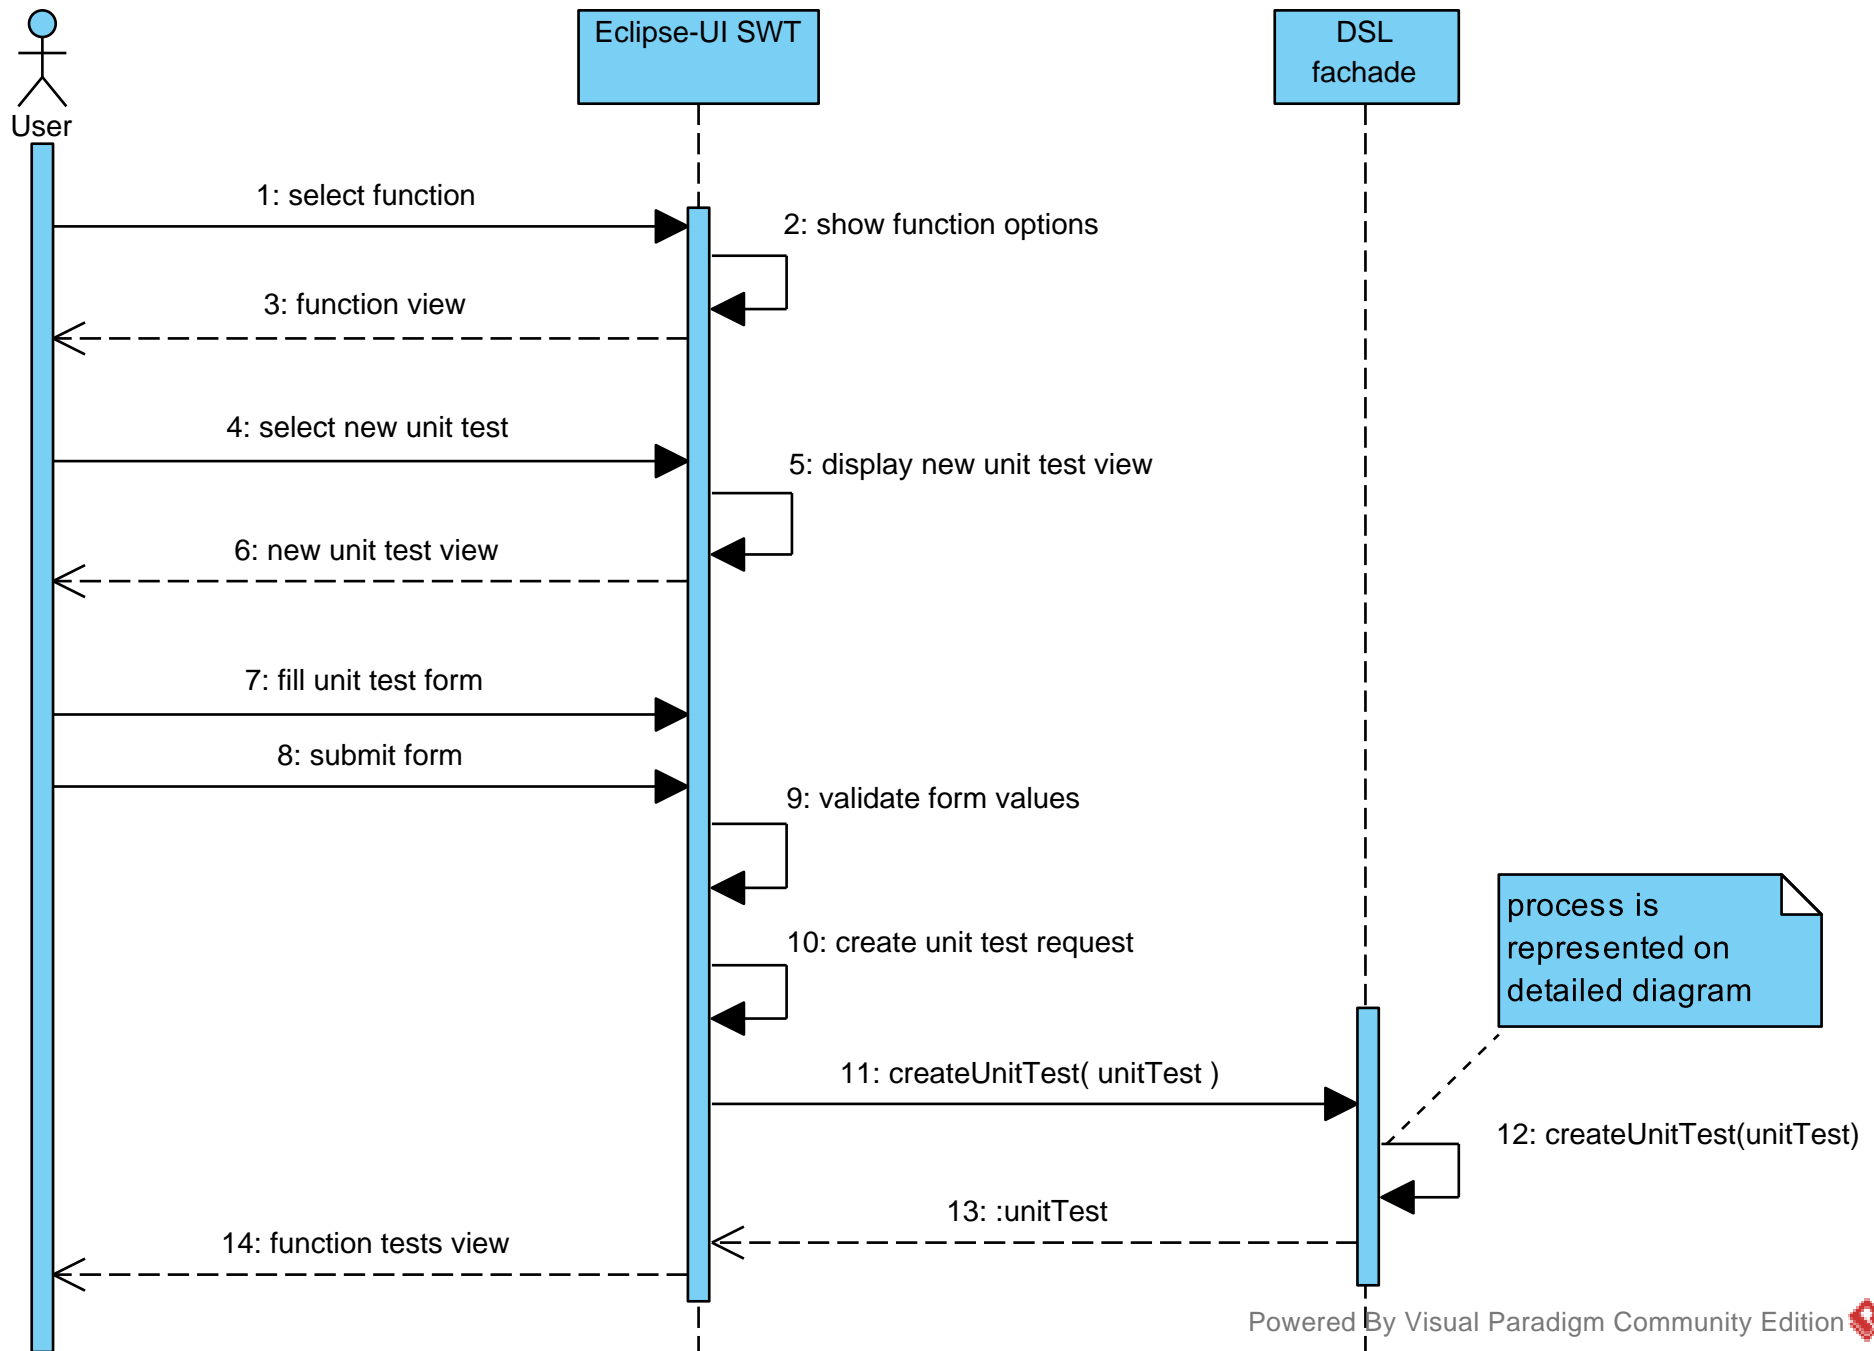 Eclipse-UI SWT
DSL
fachade
User
1: select function
2: show function options
3: function view
4: select new unit test
5: display new unit test view
6: new unit test view
7: fill unit test form
8: submit form
9: validate form values
process is
represented on
detailed diagram
10: create unit test request
11: createUnitTest( unitTest )
12: createUnitTest(unitTest)
13: :unitTest
14: function tests view
Powered By Visual Paradigm Community Edition